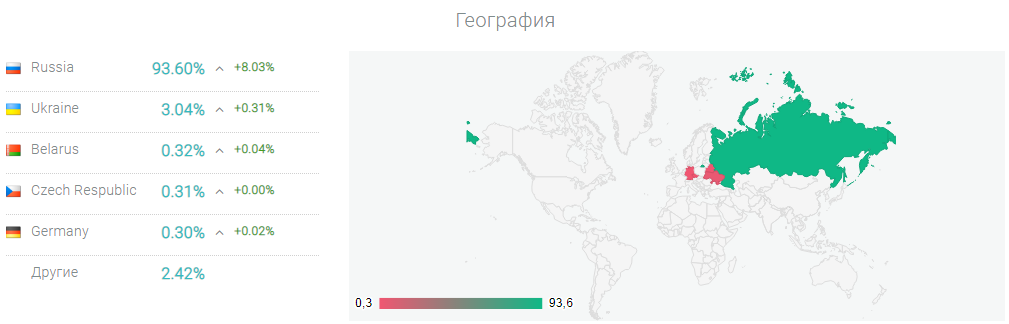 География
Russia 93.60% +8.03%
Ukraine 3.04% +0.31%
Belarus 0.32% +0.04%
Czech Respublic 0.31% +0.00%
Germany 0.30% +0.02%
Другие 2.42%
0,3 93,6